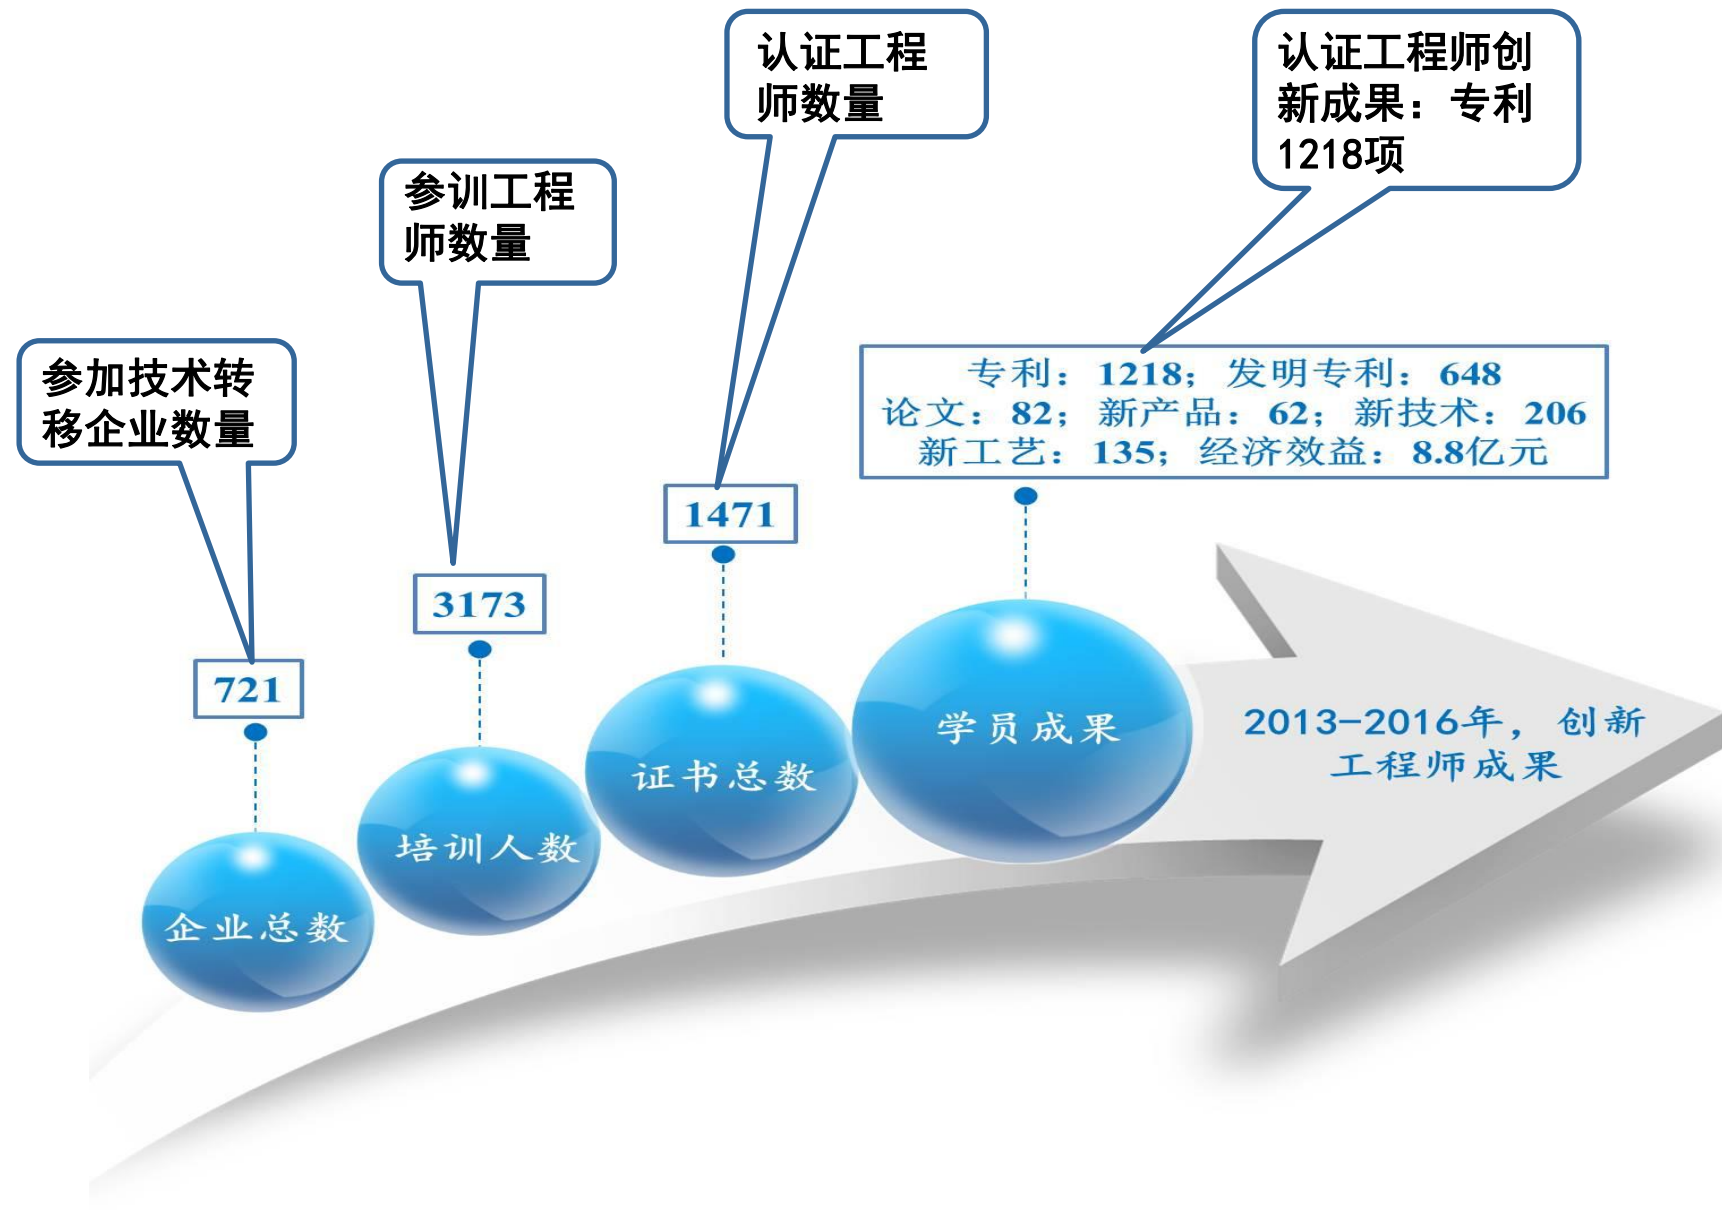 认证工程
师数量
认证工程师创
新成果：专利
1218项
参训工程
师数量
参加技术转
移企业数量
专利：1218；发明专利：648
论文：82；新产品：62；新技术：206
新工艺：135；经济效益：8.8亿元
1471
3173
721
学员成果
2013-2016年，创新
工程师成果
证书总数
培训人数
企业总数